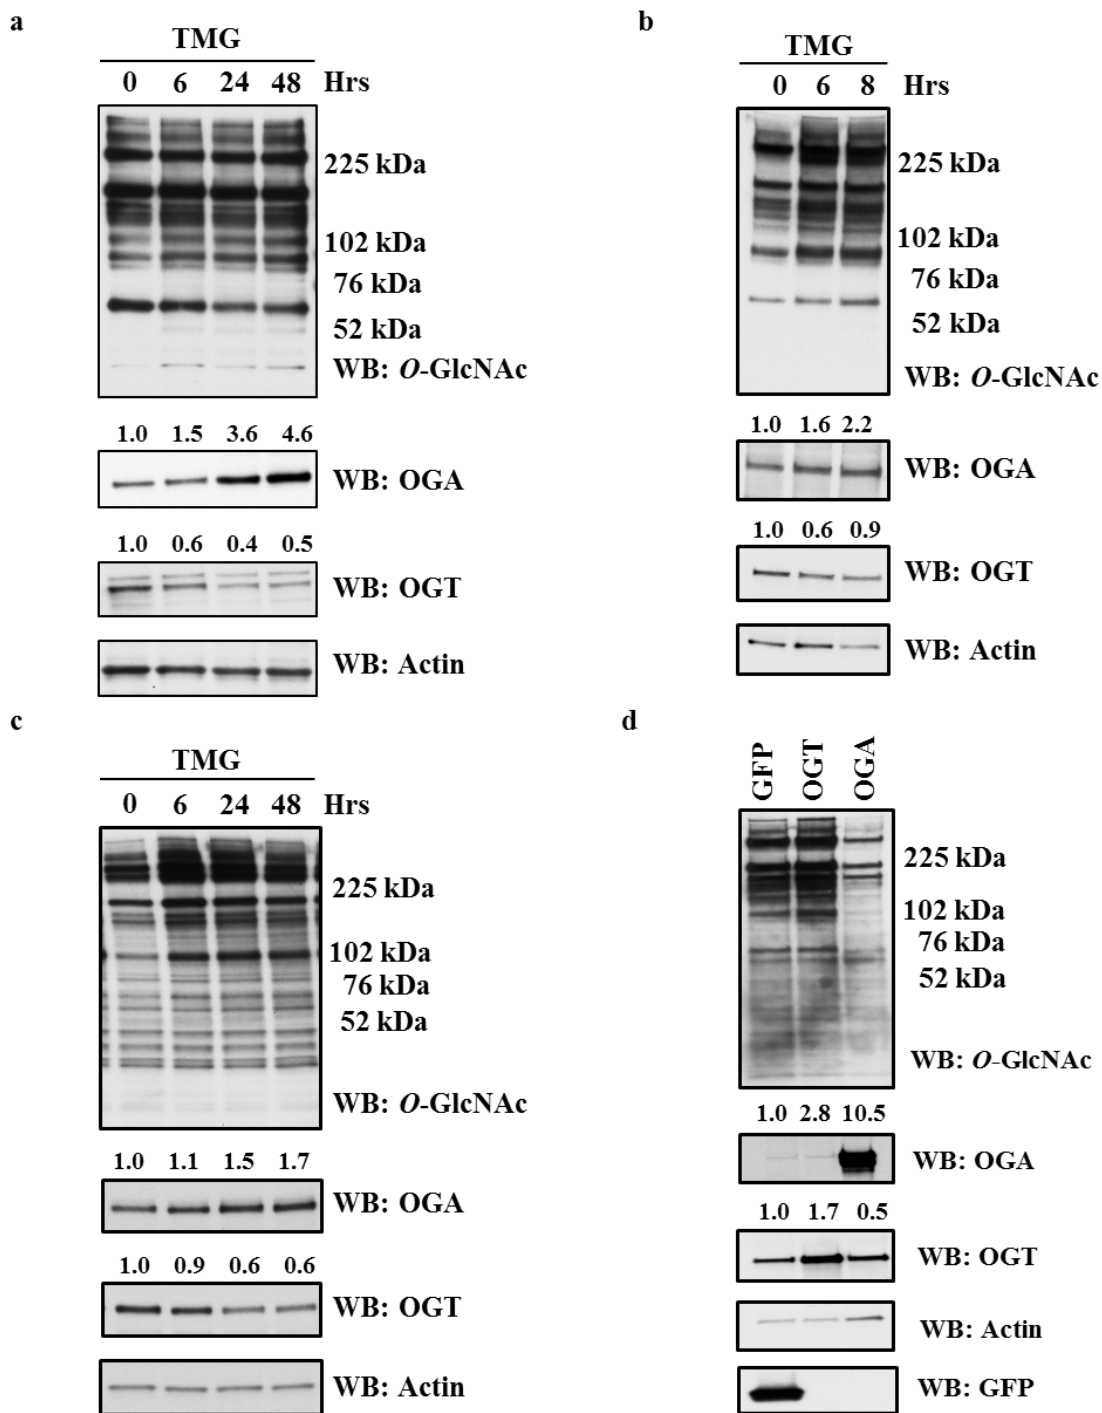 a
TMG
0 6 24 48 Hrs
225 kDa
102 kDa
76 kDa
52 kDa
WB: O-GlcNAc
1.0 1.5 3.6 4.6
WB: OGA
1.0 0.6 0.4 0.5
WB: OGT
WB: Actin
b
TMG
0 6 8 Hrs
225 kDa
102 kDa
76 kDa
52 kDa
WB: O-GlcNAc
1.0 1.6 2.2
WB: OGA
1.0 0.6 0.9
WB: OGT
WB: Actin
c
TMG
0 6 24 48 Hrs
225 kDa
102 kDa
76 kDa
52 kDa
WB: O-GlcNAc
1.0 1.1 1.5 1.7
WB: OGA
1.0 0.9 0.6 0.6
WB: OGT
WB: Actin
d
GFP OGT OGA
225 kDa
102 kDa
76 kDa
52 kDa
WB: O-GlcNAc
1.0 2.8 10.5
WB: OGA
1.0 1.7 0.5
WB: OGT
WB: Actin
WB: GFP